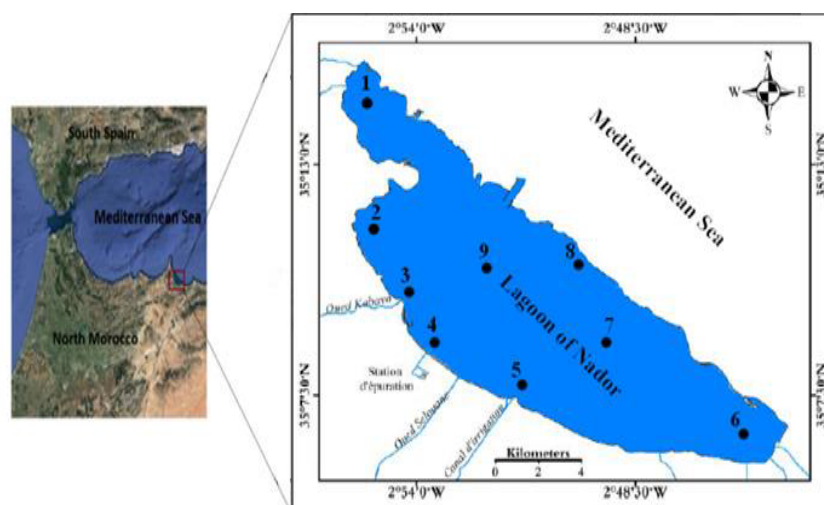 South Spain
Mediterranean Sea
North Morocco
2°54'0"W
2°48'30"W
35°13'0"N
35°13'0"N
N
W
E
S
Mediterranean Sea
1
2
3
4
5
6
7
8
9
Lagoon of Nador
Oued Kabayo
Station
d'épuration
Oued Selouane
Canal d'irrigating
35°7'30"N
35°7'30"N
Kilometers
0
2
4
2°54'0"W
2°48'30"W